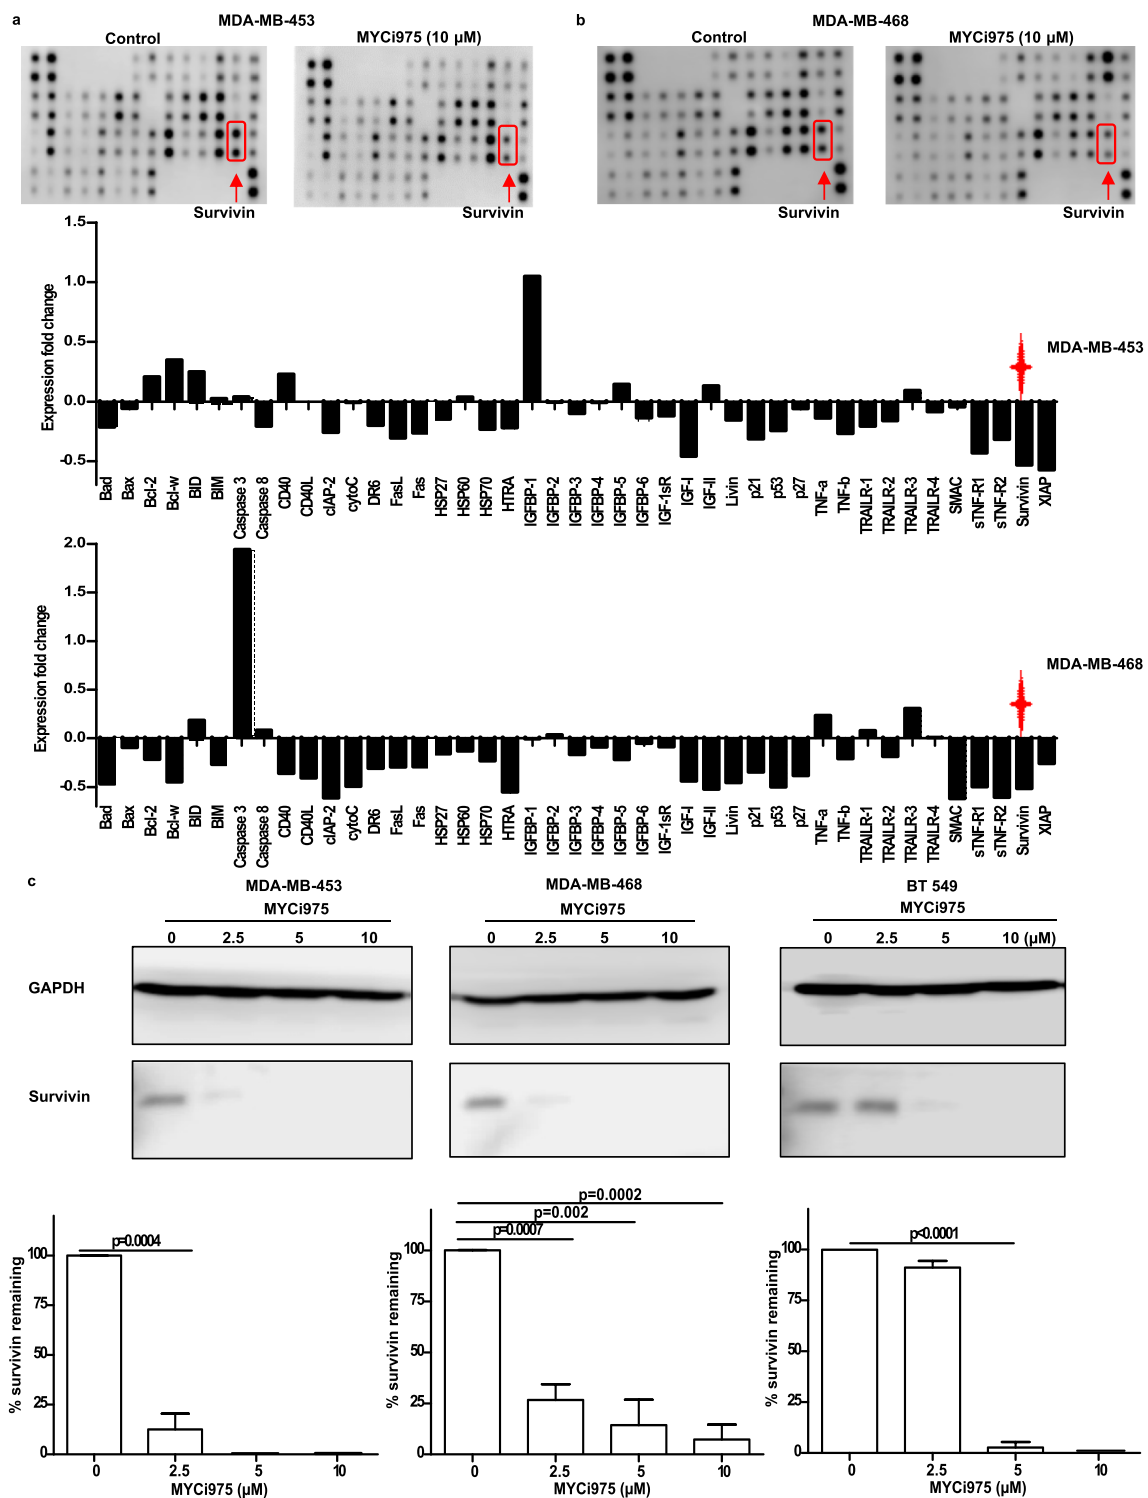 a
MDA-MB-453
b
MDA-MB-468
Control
MYCi975 (10 µM)
Control
MYCi975 (10 µM)
Survivin
Survivin
Survivin
Survivin
1.5
1.0
0.5
0.0
-0.5
Expression fold change
MDA-MB-453
Bad
Bax
Bcl-2
Bcl-w
BID
BIM
Caspase 3
Caspase 8
CD40
CD40L
cIAP-2
cytoC
DR6
FasL
Fas
HSP27
HSP60
HSP70
HTRA
IGFBP-1
IGFBP-2
IGFBP-3
IGFBP-4
IGFBP-5
IGFBP-6
IGF-1sR
IGF-I
IGF-II
Livin
p21
p53
p27
TNF-a
TNF-b
TRAILR-1
TRAILR-2
TRAILR-3
TRAILR-4
SMAC
sTNF-R1
sTNF-R2
Survivin
XIAP
2.0
1.5
1.0
0.5
0.0
-0.5
Expression fold change
MDA-MB-468
Bad
Bax
Bcl-2
Bcl-w
BID
BIM
Caspase 3
Caspase 8
CD40
CD40L
cIAP-2
cytoC
DR6
FasL
Fas
HSP27
HSP60
HSP70
HTRA
IGFBP-1
IGFBP-2
IGFBP-3
IGFBP-4
IGFBP-5
IGFBP-6
IGF-1sR
IGF-I
IGF-II
Livin
p21
p53
p27
TNF-a
TNF-b
TRAILR-1
TRAILR-2
TRAILR-3
TRAILR-4
SMAC
sTNF-R1
sTNF-R2
Survivin
XIAP
c
MDA-MB-453
MYCi975
0 2.5 5 10
MDA-MB-468
MYCi975
0 2.5 5 10
BT 549
MYCi975
0 2.5 5 10 (µM)
GAPDH
Survivin
% survivin remaining
100
75
50
25
0
p=0.0004
0 2.5 5 10
MYCi975 (µM)
% survivin remaining
100
75
50
25
0
p=0.0002
p=0.002
p=0.0007
0 2.5 5 10
MYCi975 (µM)
% survivin remaining
100
75
50
25
0
p<0.0001
0 2.5 5 10
MYCi975 (µM)